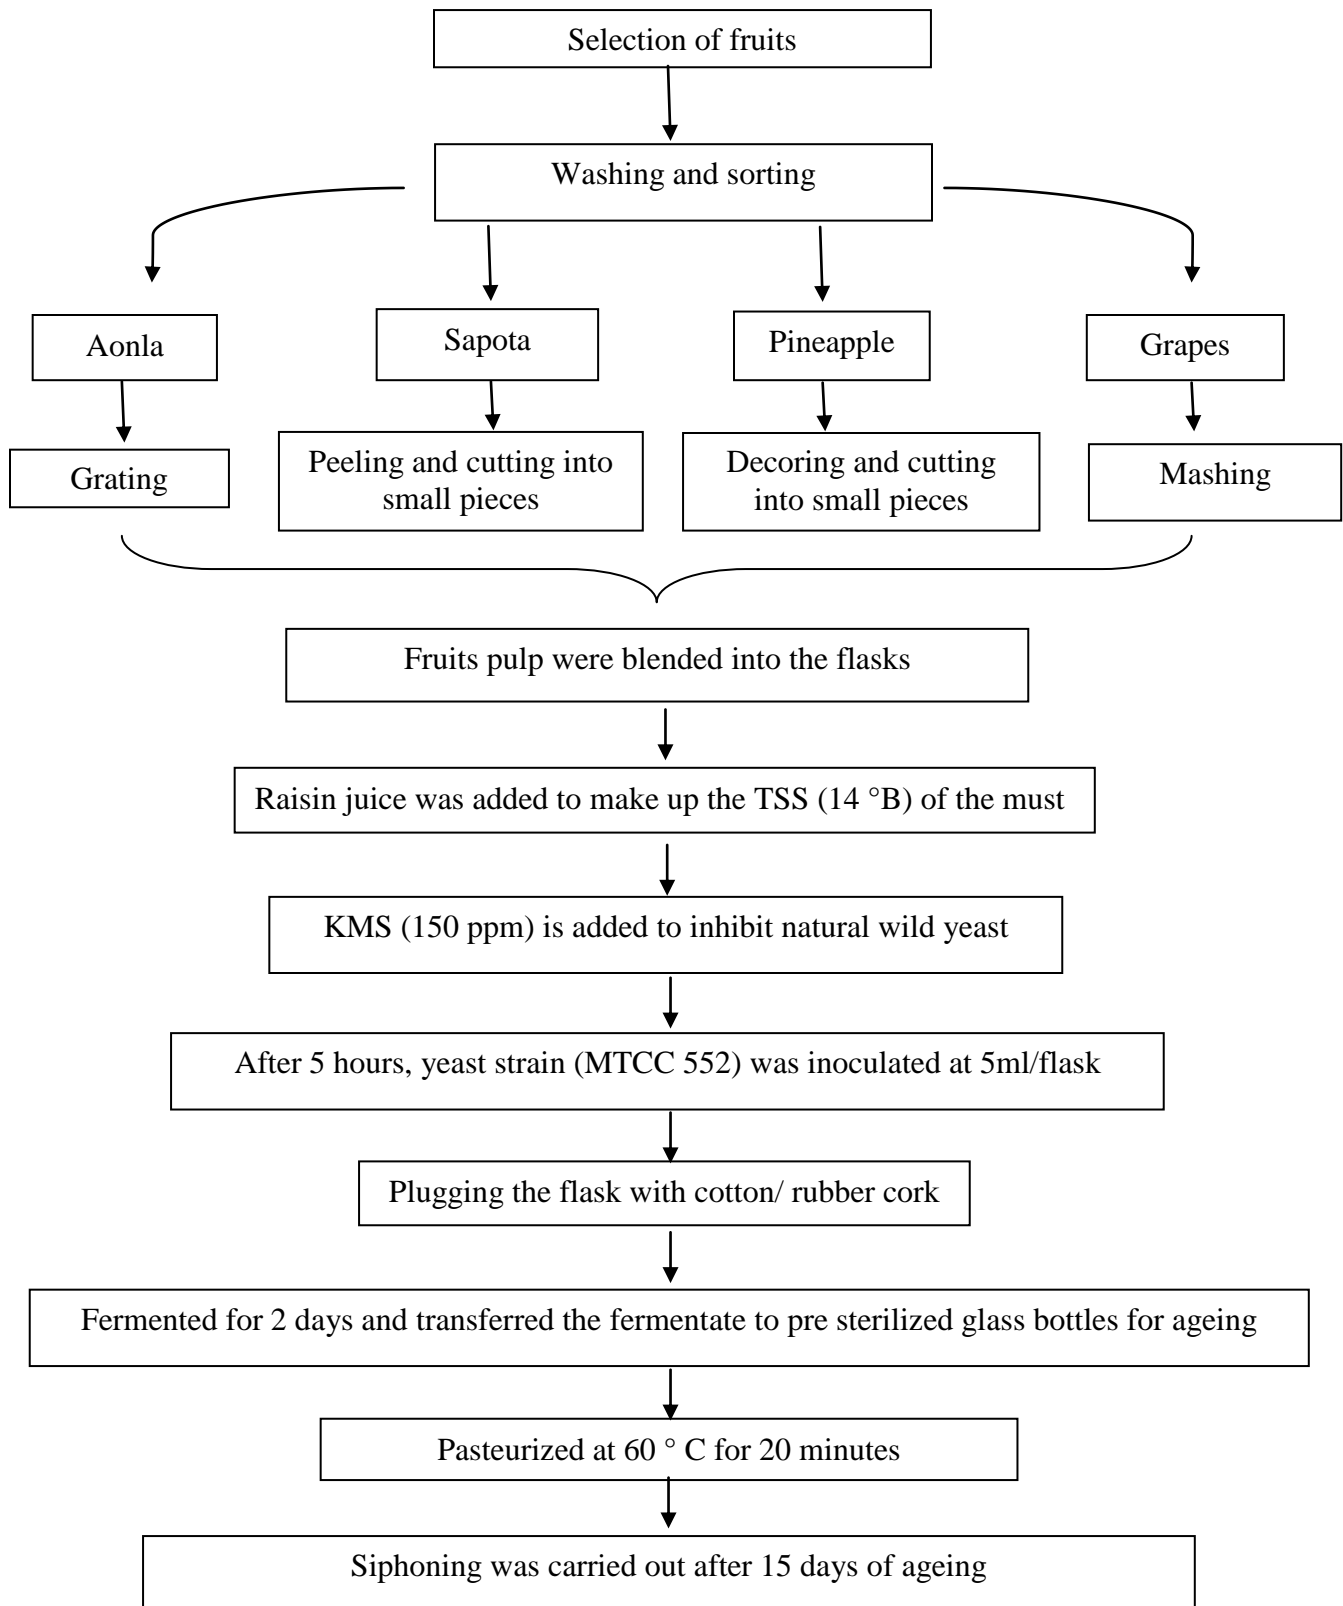 Selection of fruits
Washing and sorting
Aonla
Sapota
Pineapple
Grapes
Grating
Peeling and cutting into
small pieces
Decoring and cutting
into small pieces
Mashing
Fruits pulp were blended into the flasks
Raisin juice was added to make up the TSS (14 °B) of the must
KMS (150 ppm) is added to inhibit natural wild yeast
After 5 hours, yeast strain (MTCC 552) was inoculated at 5ml/flask
Plugging the flask with cotton/ rubber cork
Fermented for 2 days and transferred the fermentate to pre sterilized glass bottles for ageing
Pasteurized at 60 ° C for 20 minutes
Siphoning was carried out after 15 days of ageing